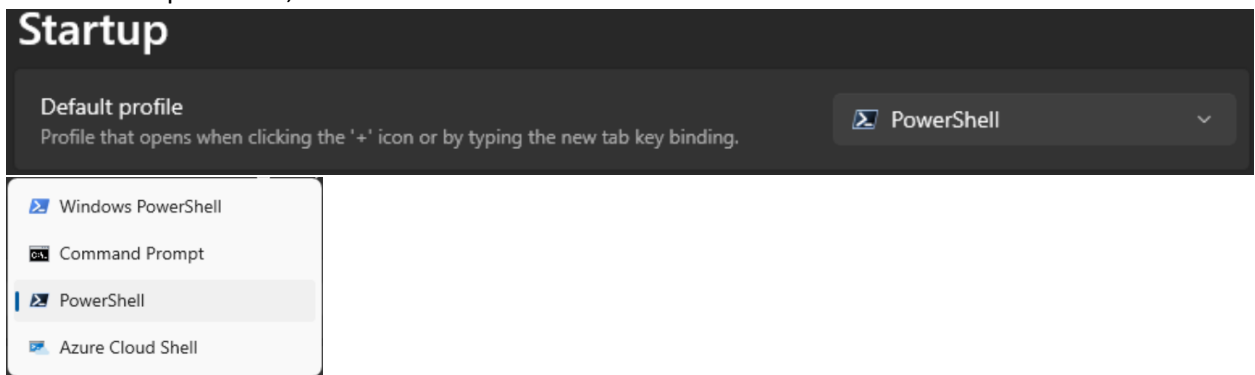 Startup
Default profile
Profile that opens when clicking the '+' icon or by typing the new tab key binding.
PowerShell
Windows PowerShell
Command Prompt
PowerShell
Azure Cloud Shell